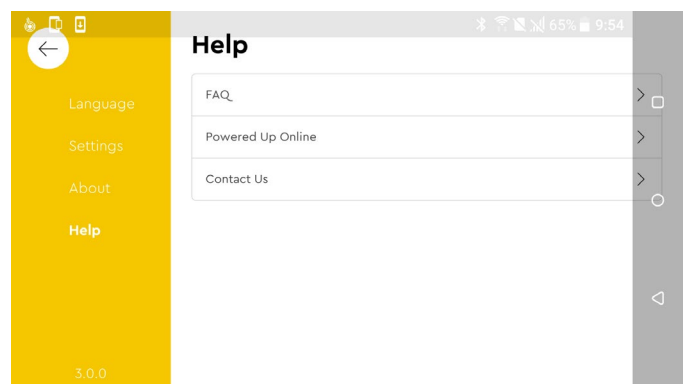 65% 9:54
Help
Language
Settings
About
Help
3.0.0
FAQ
Powered Up Online
Contact Us